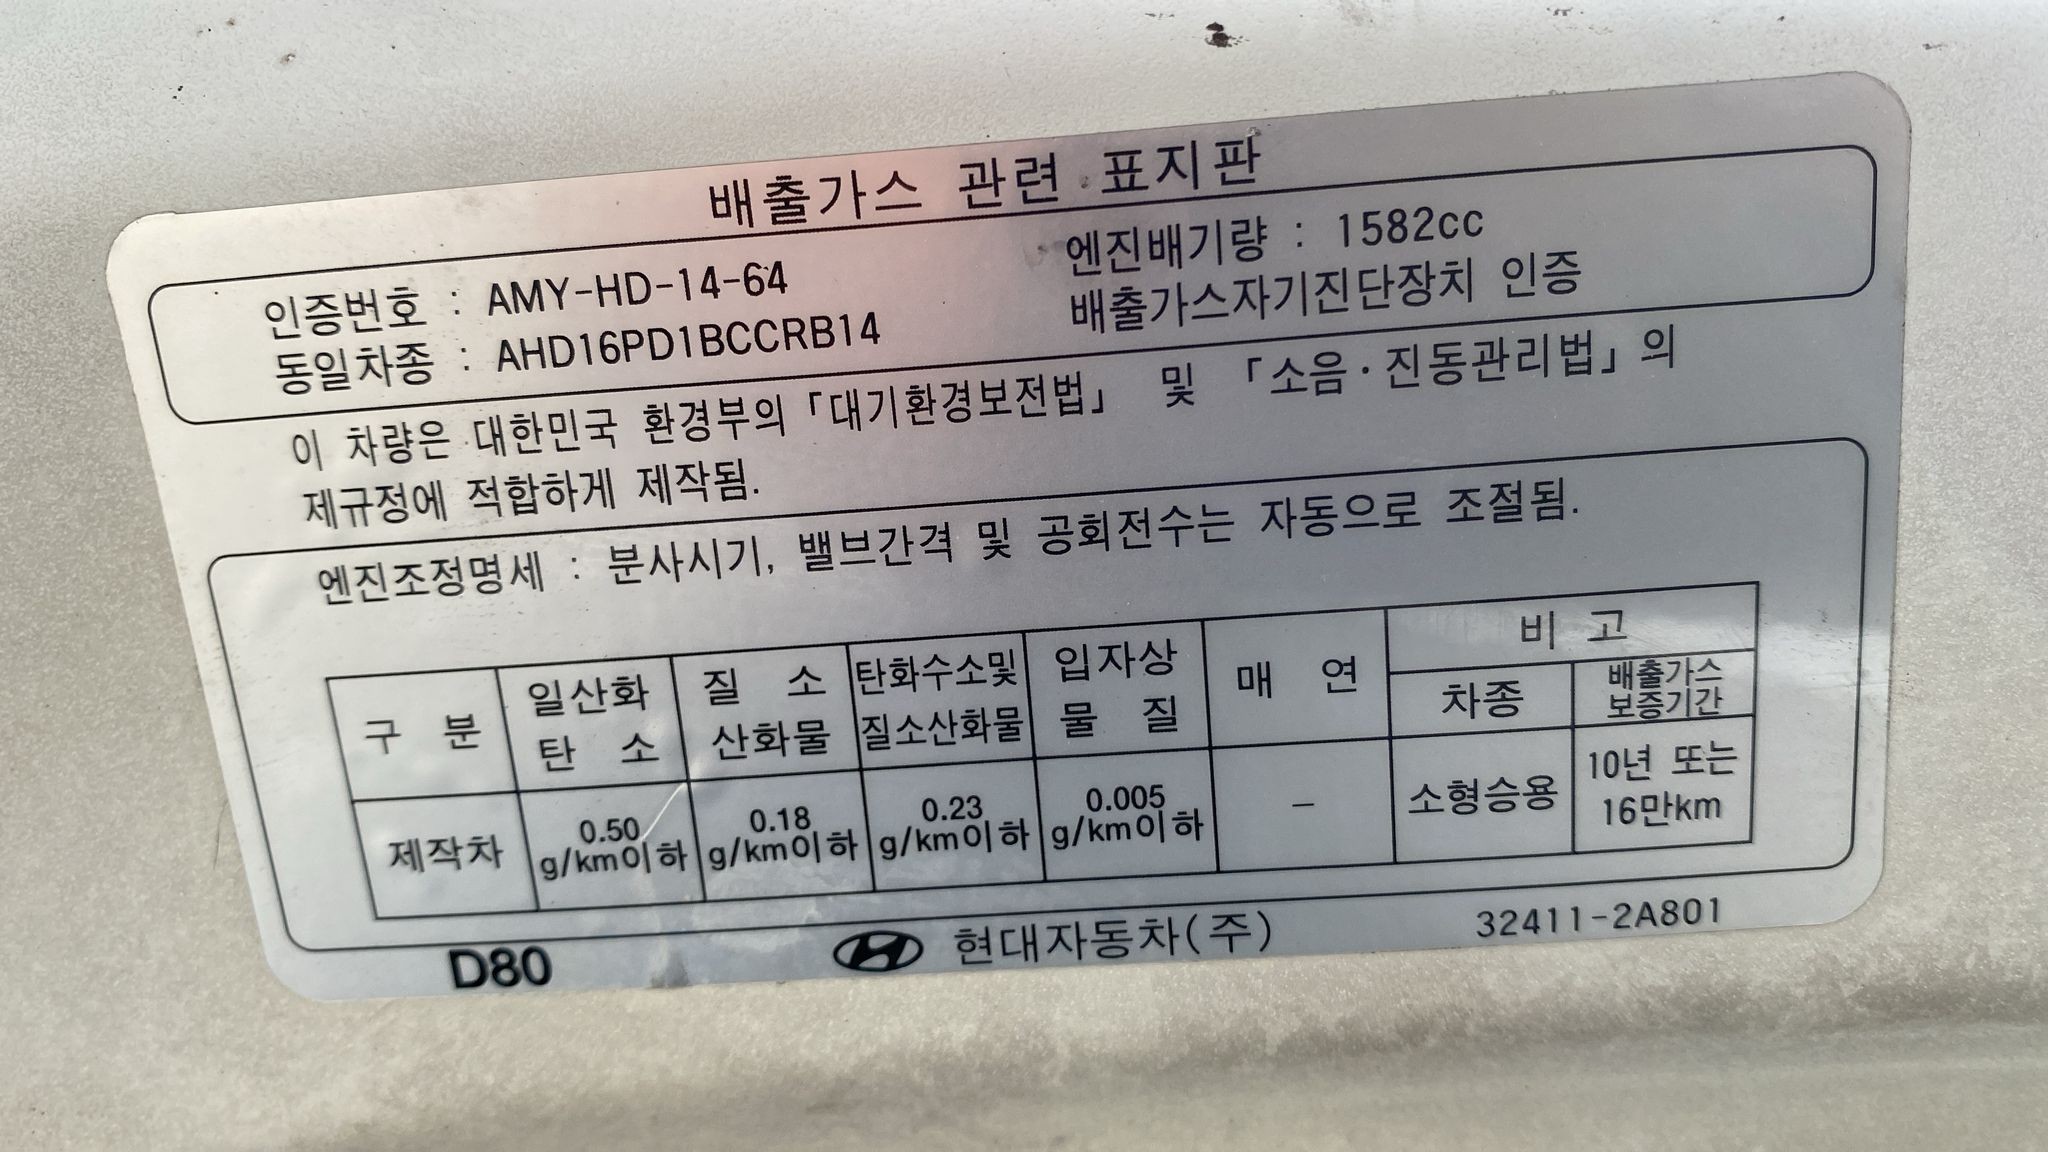 배출가스 관련 표지판
인증번호 : AMY-HD-14-64 엔진배기량 : 1582cc
동일차종 : AHD16PD1BCCRB14 배출가스자기진단장치 인증
이 차량은 대한민국 환경부의 「대기환경보전법」 및 「소음·진동관리법」의
제규정에 적합하게 제작됨.
엔진조정명세 : 분사시기, 밸브간격 및 공회전수는 자동으로 조절됨.
구 분 일산화 탄 소 질 소 산화물 탄화수소및 질소산화물 입자상 물 질 매 연 비 고
차종 배출가스 보증기간
제작차 0.50 g/km이하 0.18 g/km이하 0.23 g/km이하 0.005 g/km이하 - 소형승용 10년 또는 16만km
D80 현대자동차(주) 32411-2A801